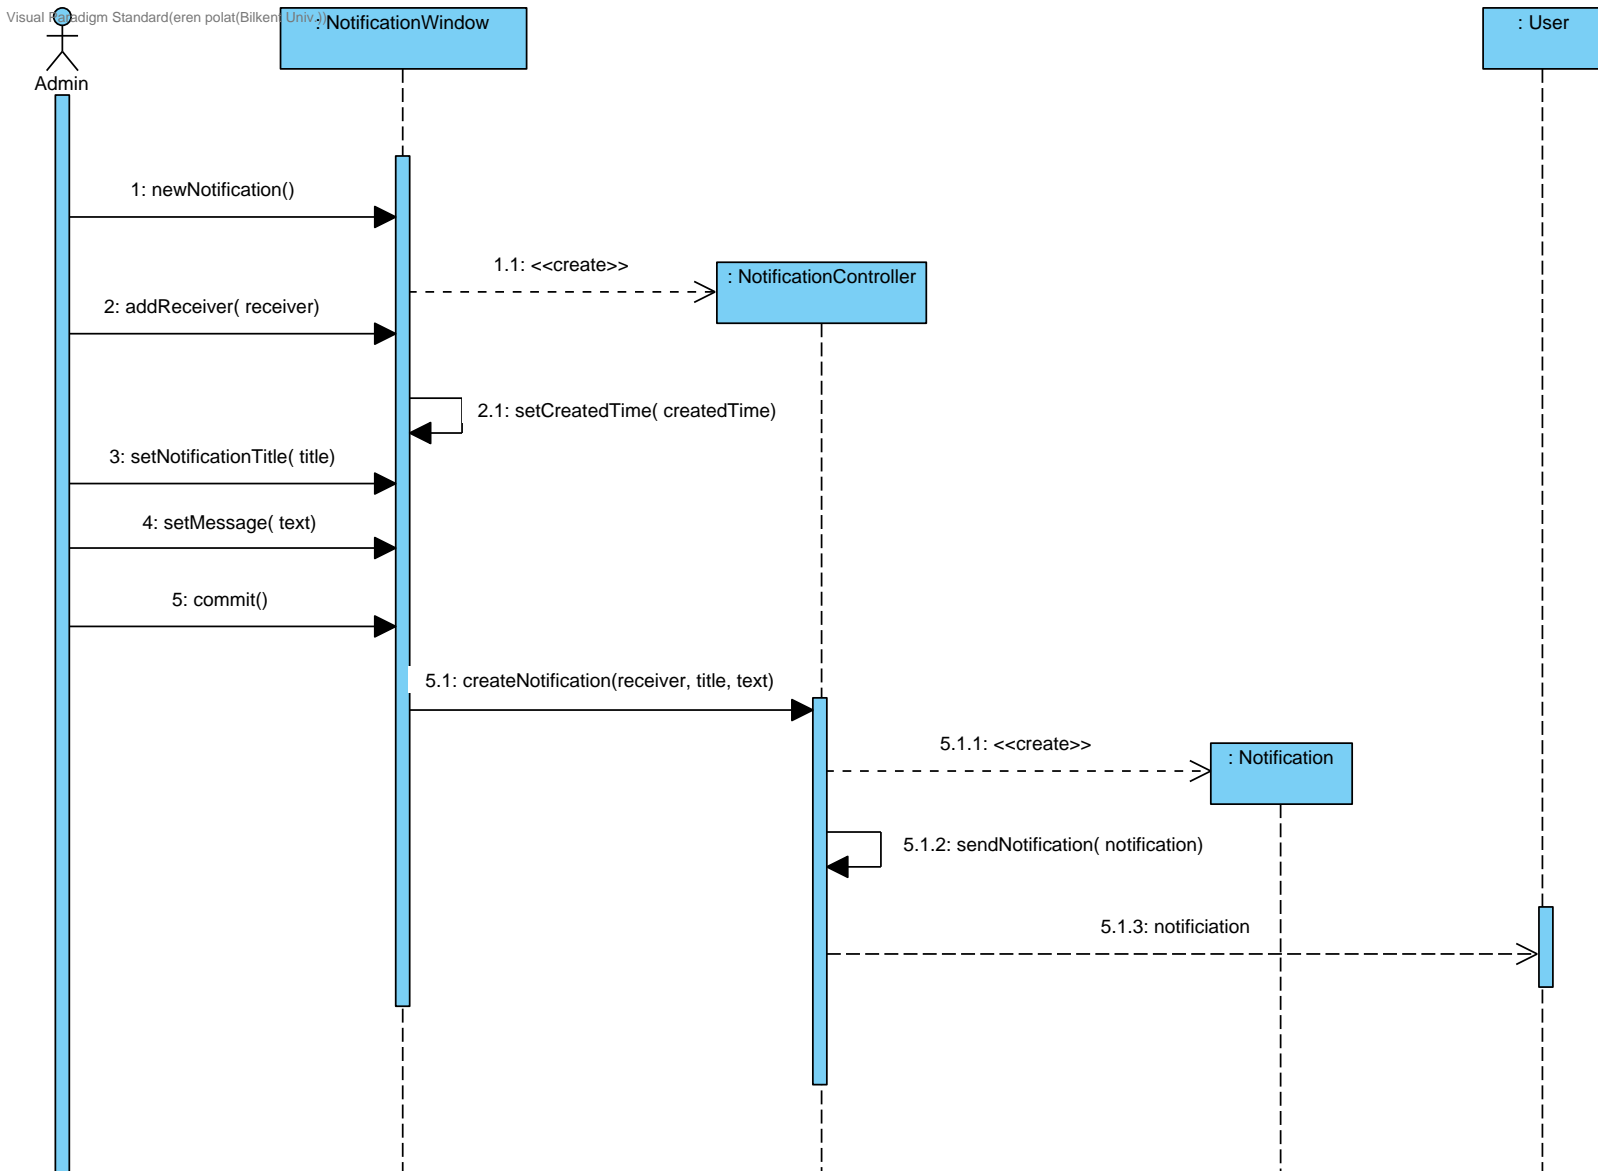 Visual Paradigm Standard(eren polat(Bilkent Univ.))
: NotificationWindow
: User
Admin
1: newNotification()
1.1: <<create>>
: NotificationController
2: addReceiver( receiver)
2.1: setCreatedTime( createdTime)
3: setNotificationTitle( title)
4: setMessage( text)
5: commit()
5.1: createNotification(receiver, title, text)
5.1.1: <<create>>
: Notification
5.1.2: sendNotification( notification)
5.1.3: notificiation